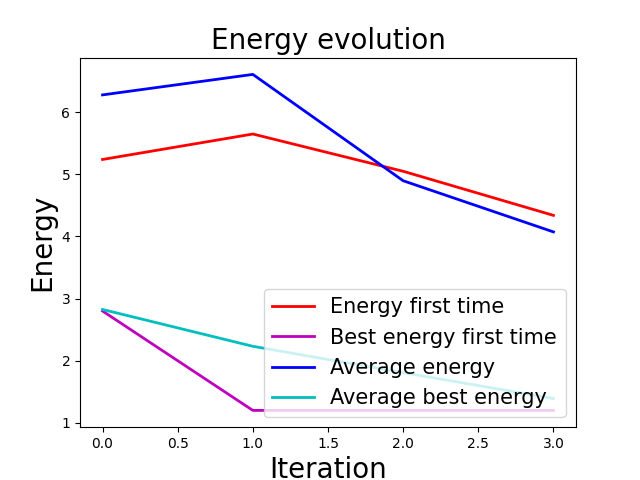 Energy evolution
Energy
6
5
4
3
2
1
Energy first time
Best energy first time
Average energy
Average best energy
0.0 0.5 1.0 1.5 2.0 2.5 3.0
Iteration